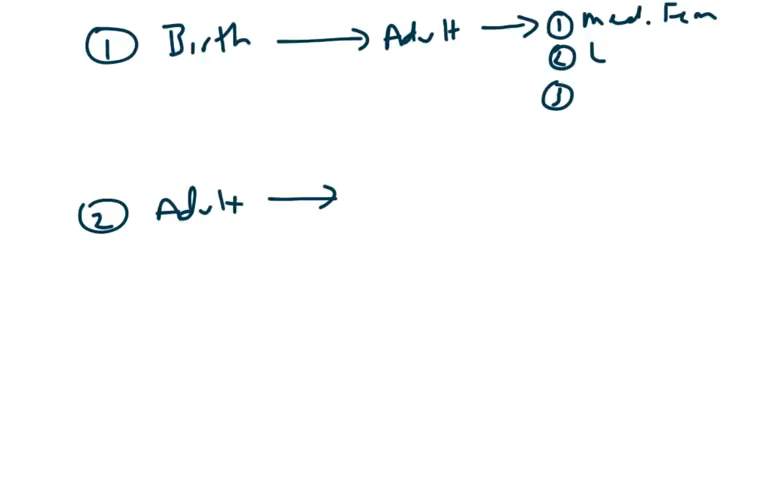 ① Birth → Adult → ① Med. Fem
② L
③
② Adult →